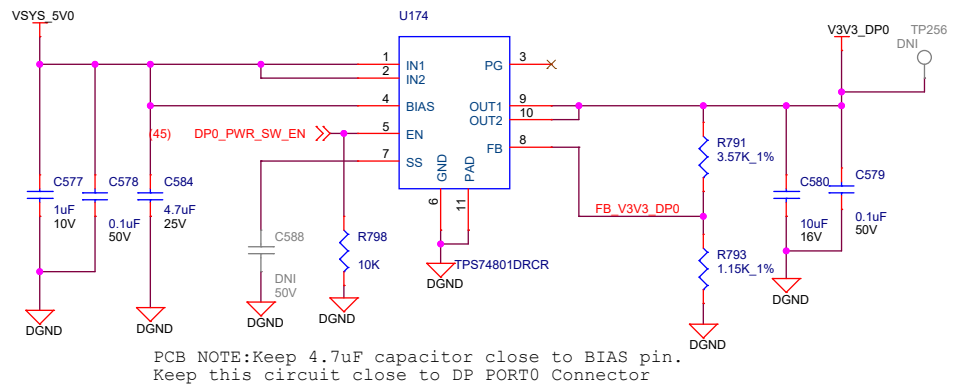 VSYS_5V0
U174
V3V3_DP0
TP256
DNI
1
IN1
2
IN2
PG
3
4
BIAS
OUT1
9
OUT2
10
(45)
DP0_PWR_SW_EN
5
EN
FB
8
7
SS
GND
PAD
6
11
R791
3.57K_1%
C577
1uF
10V
C578
0.1uF
50V
C584
4.7uF
25V
C588
DNI
50V
R798
10K
FB_V3V3_DP0
C580
10uF
16V
C579
0.1uF
50V
R793
1.15K_1%
TPS74801DRCR
DGND
DGND
DGND
DGND
DGND
DGND
DGND
PCB NOTE:Keep 4.7uF capacitor close to BIAS pin.
Keep this circuit close to DP PORT0 Connector